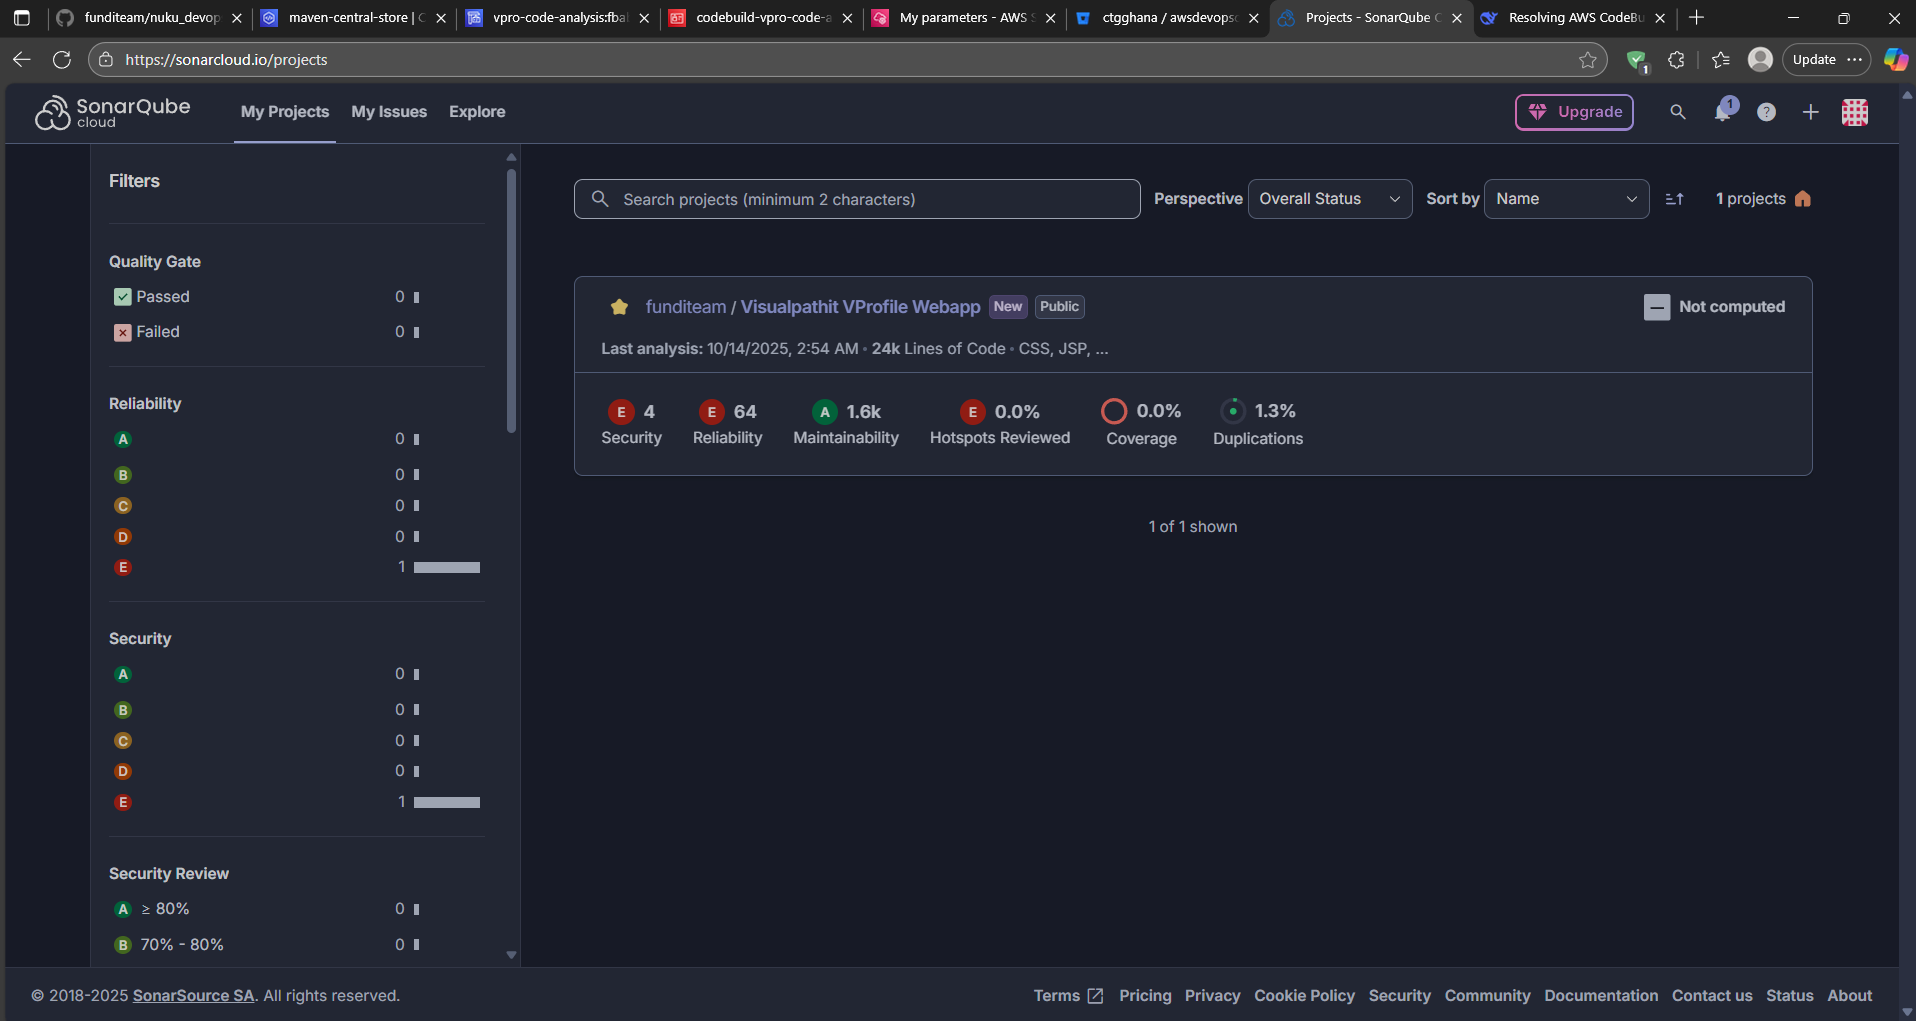 funditeam/nuku_devop
maven-central-store | C
vpro-code-analysis:fba
codebuild-vpro-code-a
My parameters - AWS S
ctgghana / awsdevops
Projects - SonarQube C
Resolving AWS CodeBu
https://sonarcloud.io/projects
1
Update
SonarQube
cloud
My Projects
My Issues
Explore
Upgrade
1
?
Filters
Quality Gate
Passed 0
Failed 0
Reliability
A 0
B 0
C 0
D 0
E 1
Security
A 0
B 0
C 0
D 0
E 1
Security Review
A ≥ 80% 0
B 70% - 80% 0
Search projects (minimum 2 characters)
Perspective Overall Status
Sort by Name
1 projects
funditeam / Visualpathit VProfile Webapp New Public
Not computed
Last analysis: 10/14/2025, 2:54 AM • 24k Lines of Code • CSS, JSP, ...
E 4 E 64 A 1.6k E 0.0% 0.0% 1.3%
Security Reliability Maintainability Hotspots Reviewed Coverage Duplications
1 of 1 shown
© 2018-2025 SonarSource SA. All rights reserved.
Terms Pricing Privacy Cookie Policy Security Community Documentation Contact us Status About